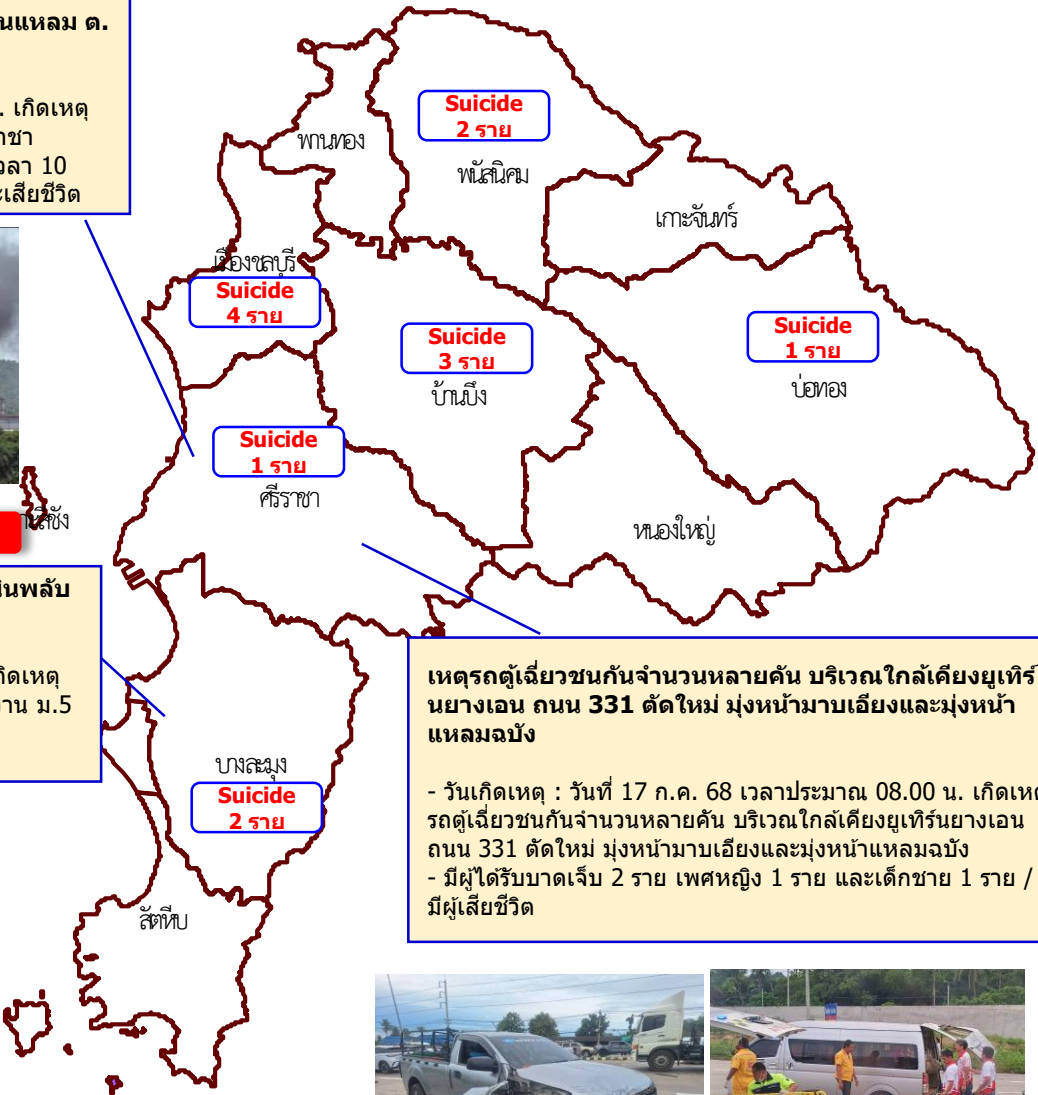 นแหลม ต.
. เกิดเหตุ
าชา
วลา 10
ะเสียชีวิต
Suicide
2 ราย
พานทอง
พนัสนิคม
เกาะจันทร์
เมืองชลบุรี
Suicide
4 ราย
Suicide
3 ราย
บ้านบึง
Suicide
1 ราย
บ่อทอง
Suicide
1 ราย
ศรีราชา
หนองใหญ่
าะสีชัง
นพลับ
กิดเหตุ
าน ม.5
บางละมุง
Suicide
2 ราย
สัตหีบ
เหตุรถตู้เฉี่ยวชนกันจำนวนหลายคัน บริเวณใกล้เคียงยูเทิร์
นยางเอน ถนน 331 ตัดใหม่ มุ่งหน้ามาบเอียงและมุ่งหน้า
แหลมฉบัง
- วันเกิดเหตุ : วันที่ 17 ก.ค. 68 เวลาประมาณ 08.00 น. เกิดเหตุ
รถตู้เฉี่ยวชนกันจำนวนหลายคัน บริเวณใกล้เคียงยูเทิร์นยางเอน
ถนน 331 ตัดใหม่ มุ่งหน้ามาบเอียงและมุ่งหน้าแหลมฉบัง
- มีผู้ได้รับบาดเจ็บ 2 ราย เพศหญิง 1 ราย และเด็กชาย 1 ราย /
มีผู้เสียชีวิต